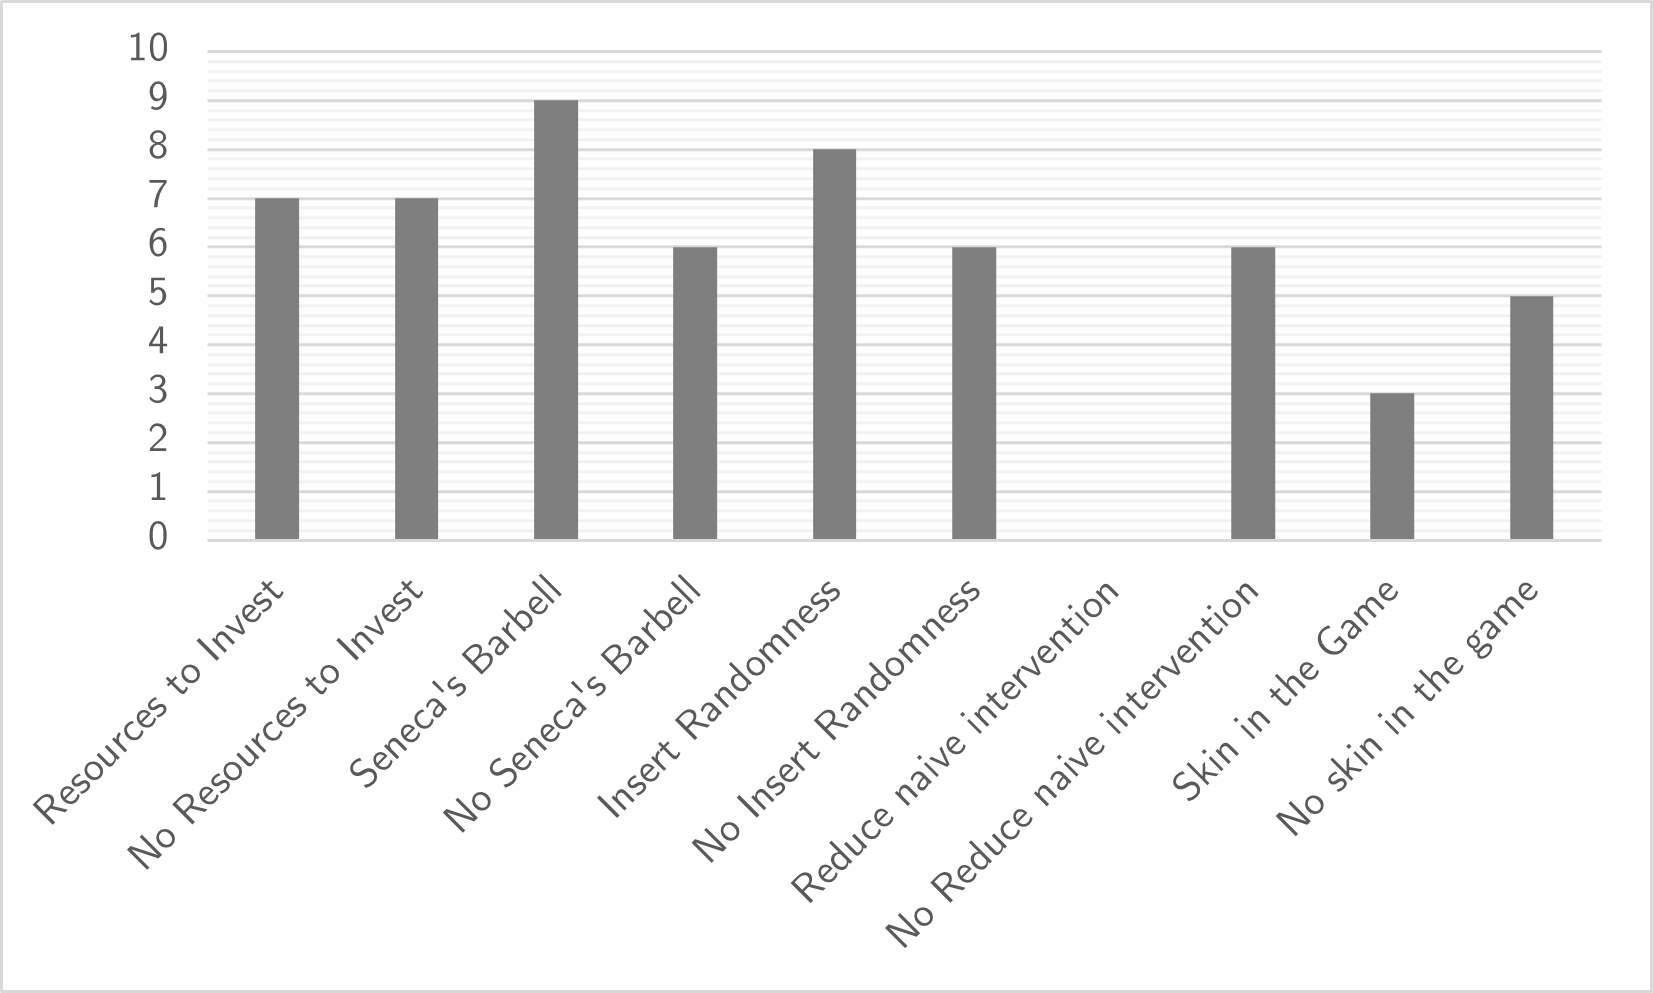 10
9
8
7
6
5
4
3
2
1
0
Resources to Invest
No Resources to Invest
Seneca's Barbell
No Seneca's Barbell
Insert Randomness
No Insert Randomness
Reduce naive intervention
No Reduce naive intervention
Skin in the Game
No skin in the game